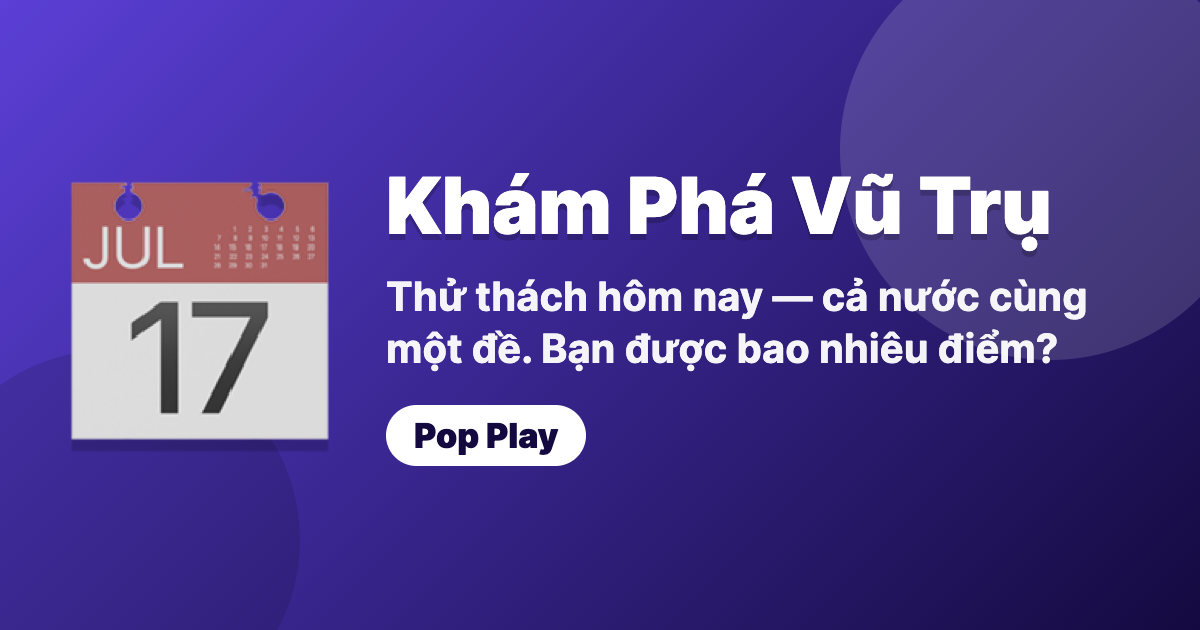 JUL
17
Khám Phá Vũ Trụ
Thử thách hôm nay — cả nước cùng
một đề. Bạn được bao nhiêu điểm?
Pop Play